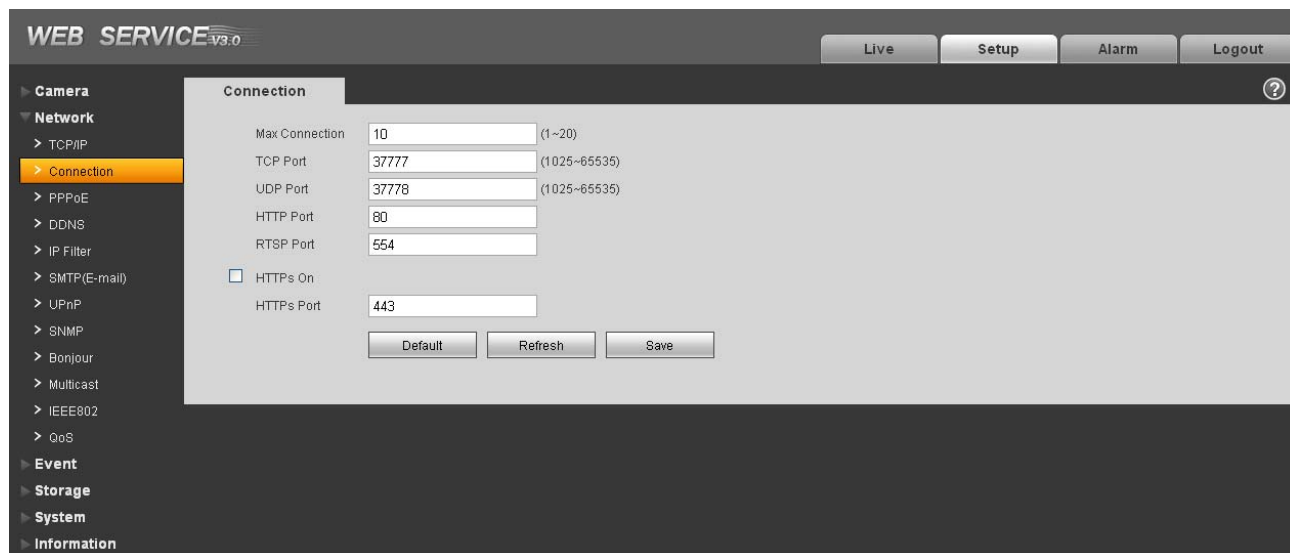 WEB SERVICE V3.0
Live Setup Alarm Logout
Camera
Network
> TCP/IP
> Connection
> PPPoE
> DDNS
> IP Filter
> SMTP(E-mail)
> UPnP
> SNMP
> Bonjour
> Multicast
> IEEE802
> QoS
Event
Storage
System
Information
Connection ?
Max Connection 10 (1~20)
TCP Port 37777 (1025~65535)
UDP Port 37778 (1025~65535)
HTTP Port 80
RTSP Port 554
HTTPs On
HTTPs Port 443
Default Refresh Save